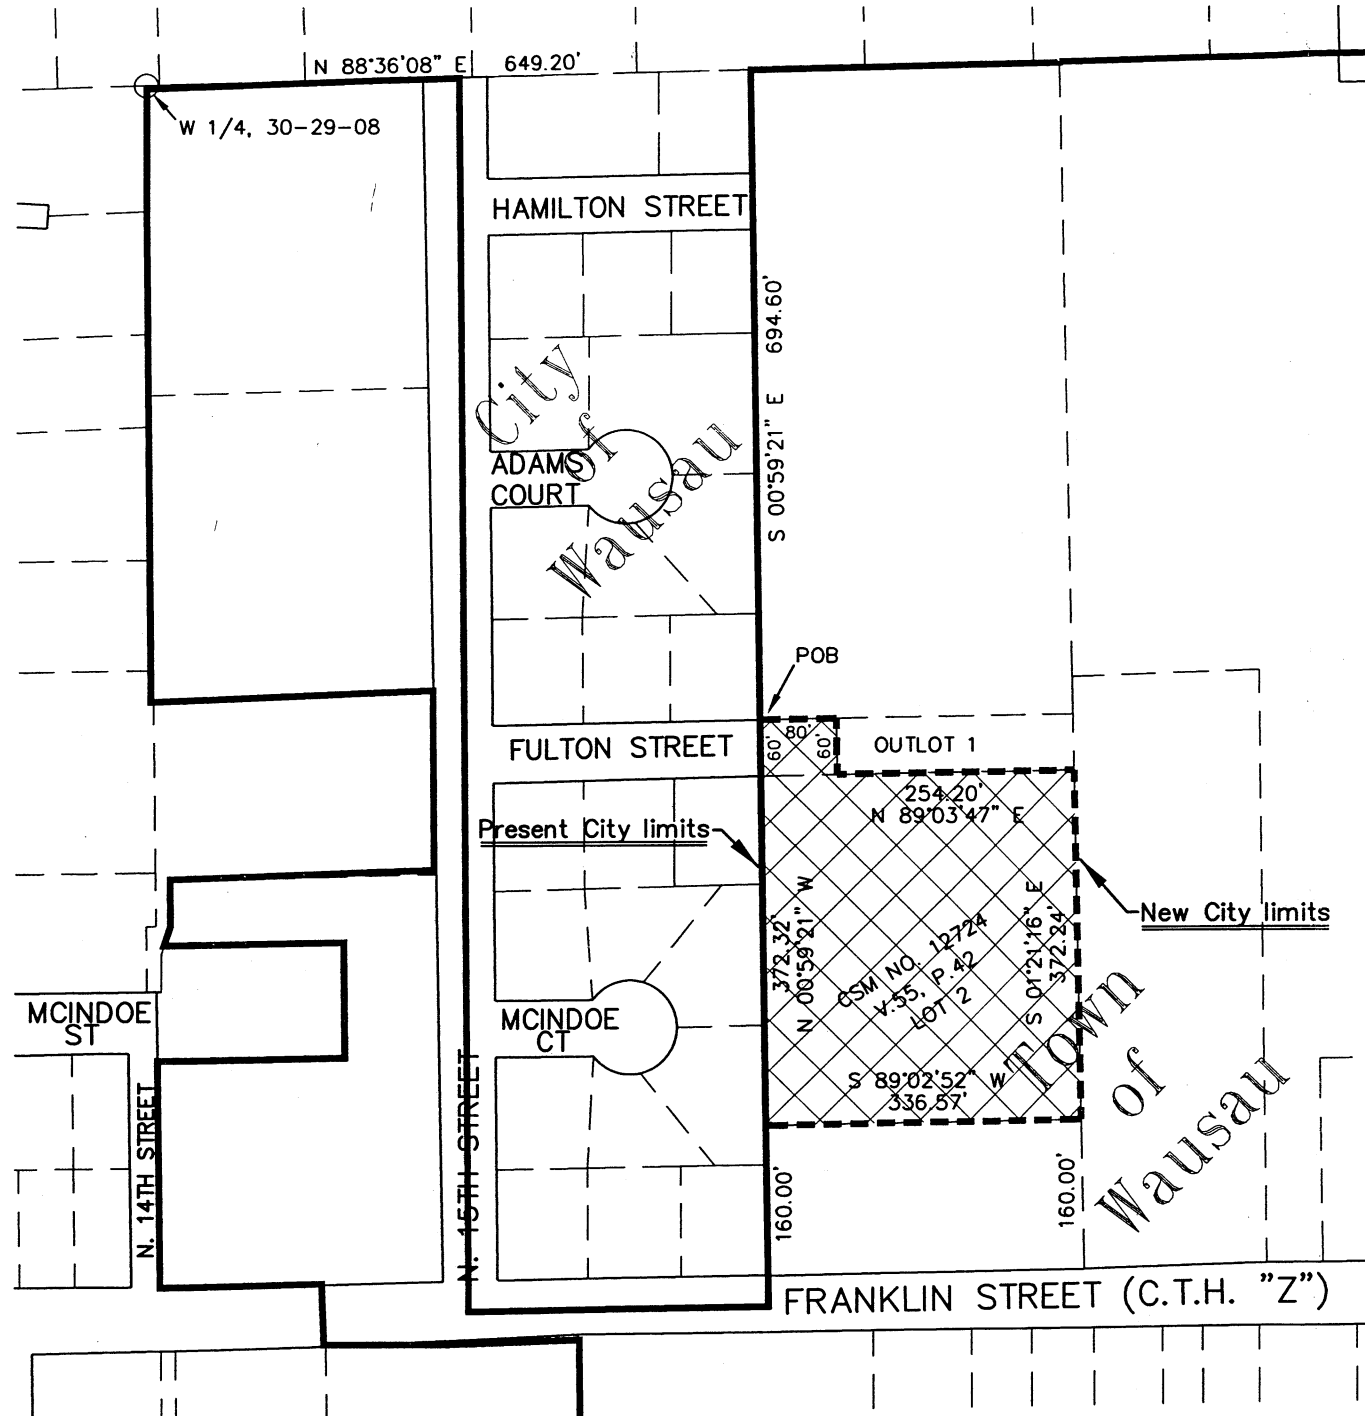 N 88°36'08" E 649.20'
W 1/4, 30-29-08
HAMILTON STREET
S 00°59'21" E 694.60'
City
of
Wausau
ADAMS
COURT
POB
FULTON STREET
60'
80'
60'
OUTLOT 1
254.20'
N 89°03'47" E
Present City limits
New City limits
372.32'
N 00°59'21" W
CSM NO. 12724
V.55, P.42
LOT 2
S 01°21'16" E
372.24'
MCINDOE
ST
MCINDOE
CT
S 89°02'52" W
336.57'
Town
of
Wausau
N. 14TH STREET
N. 15TH STREET
160.00'
160.00'
FRANKLIN STREET (C.T.H. "Z")